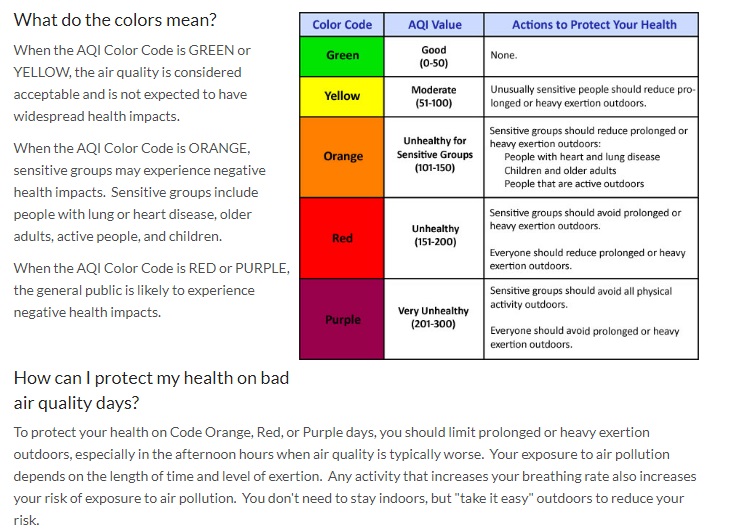 What do the colors mean?
When the AQI Color Code is GREEN or
YELLOW, the air quality is considered
acceptable and is not expected to have
widespread health impacts.
When the AQI Color Code is ORANGE,
sensitive groups may experience negative
health impacts.  Sensitive groups include
people with lung or heart disease, older
adults, active people, and children.
When the AQI Color Code is RED or PURPLE,
the general public is likely to experience
negative health impacts.
Color Code AQI Value Actions to Protect Your Health
Green
Good
(0-50)
None.
Yellow
Moderate
(51-100)
Unusually sensitive people should reduce pro-
longed or heavy exertion outdoors.
Orange
Unhealthy for
Sensitive Groups
(101-150)
Sensitive groups should reduce prolonged or
heavy exertion outdoors:
People with heart and lung disease
Children and older adults
People that are active outdoors
Red
Unhealthy
(151-200)
Sensitive groups should avoid prolonged or
heavy exertion outdoors.
Everyone should reduce prolonged or heavy
exertion outdoors.
Purple
Very Unhealthy
(201-300)
Sensitive groups should avoid all physical
activity outdoors.
Everyone should avoid prolonged or heavy
exertion outdoors.
How can I protect my health on bad
air quality days?
To protect your health on Code Orange, Red, or Purple days, you should limit prolonged or heavy exertion
outdoors, especially in the afternoon hours when air quality is typically worse.  Your exposure to air pollution
depends on the length of time and level of exertion.  Any activity that increases your breathing rate also increases
your risk of exposure to air pollution.  You don't need to stay indoors, but "take it easy" outdoors to reduce your
risk.